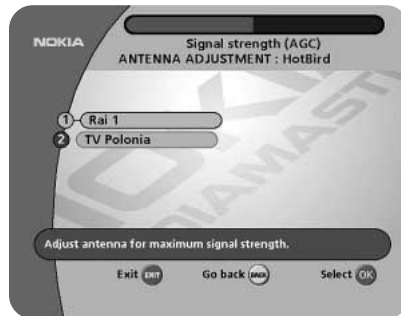 NOKIA
Signal strength (AGC)
ANTENNA ADJUSTMENT : HotBird
1 Rai 1
2 TV Polonia
Adjust antenna for maximum signal strength.
Exit EXIT Go back BACK Select OK